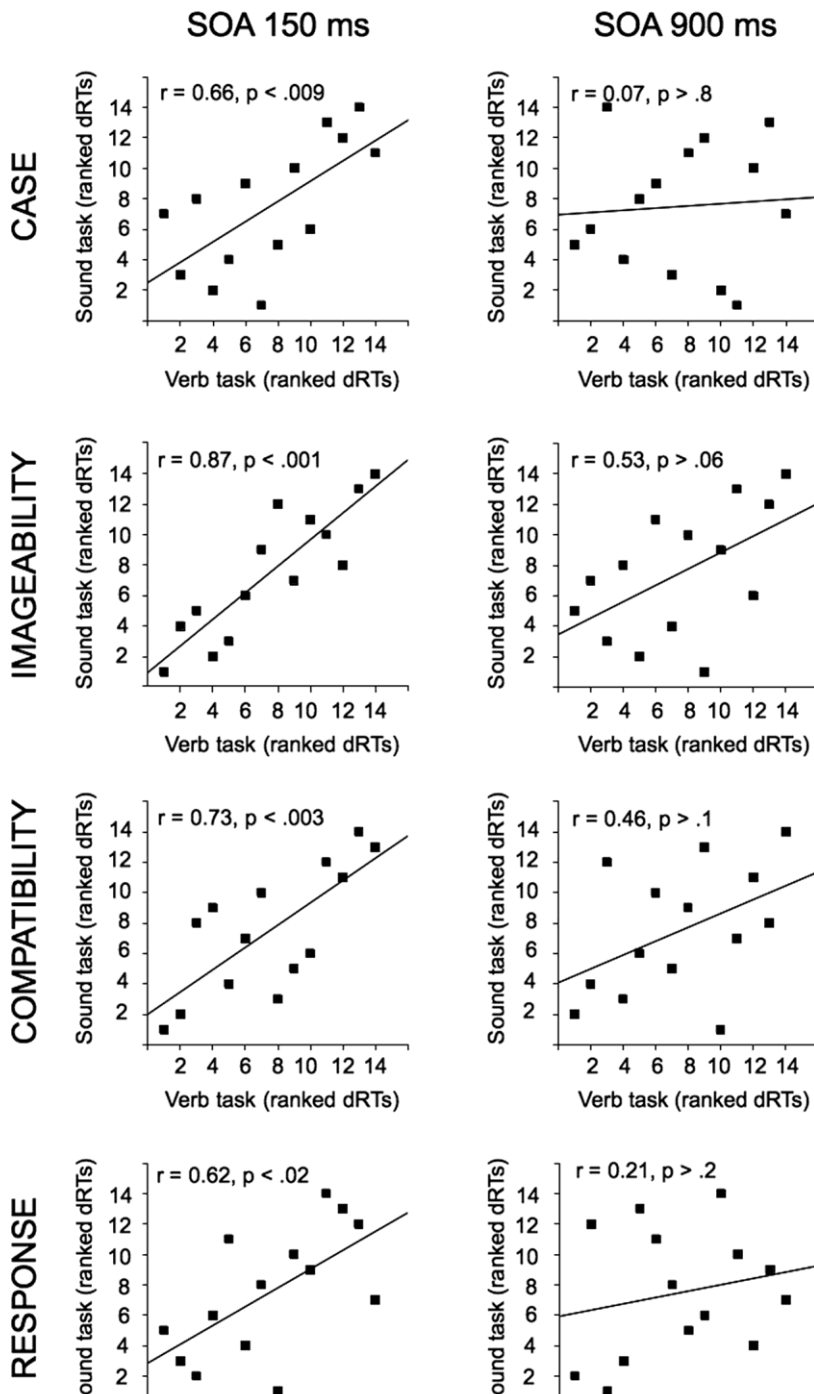 SOA 150 ms
SOA 900 ms
CASE
Sound task (ranked dRTs)
r = 0.66, p < .009
14
12
10
8
6
4
2
2 4 6 8 10 12 14
Verb task (ranked dRTs)
Sound task (ranked dRTs)
r = 0.07, p > .8
14
12
10
8
6
4
2
2 4 6 8 10 12 14
Verb task (ranked dRTs)
IMAGEABILITY
Sound task (ranked dRTs)
r = 0.87, p < .001
14
12
10
8
6
4
2
2 4 6 8 10 12 14
Verb task (ranked dRTs)
Sound task (ranked dRTs)
r = 0.53, p > .06
14
12
10
8
6
4
2
2 4 6 8 10 12 14
Verb task (ranked dRTs)
COMPATIBILITY
Sound task (ranked dRTs)
r = 0.73, p < .003
14
12
10
8
6
4
2
2 4 6 8 10 12 14
Verb task (ranked dRTs)
Sound task (ranked dRTs)
r = 0.46, p > .1
14
12
10
8
6
4
2
2 4 6 8 10 12 14
Verb task (ranked dRTs)
RESPONSE
ound task (ranked dRTs)
r = 0.62, p < .02
14
12
10
8
6
4
2
ound task (ranked dRTs)
r = 0.21, p > .2
14
12
10
8
6
4
2